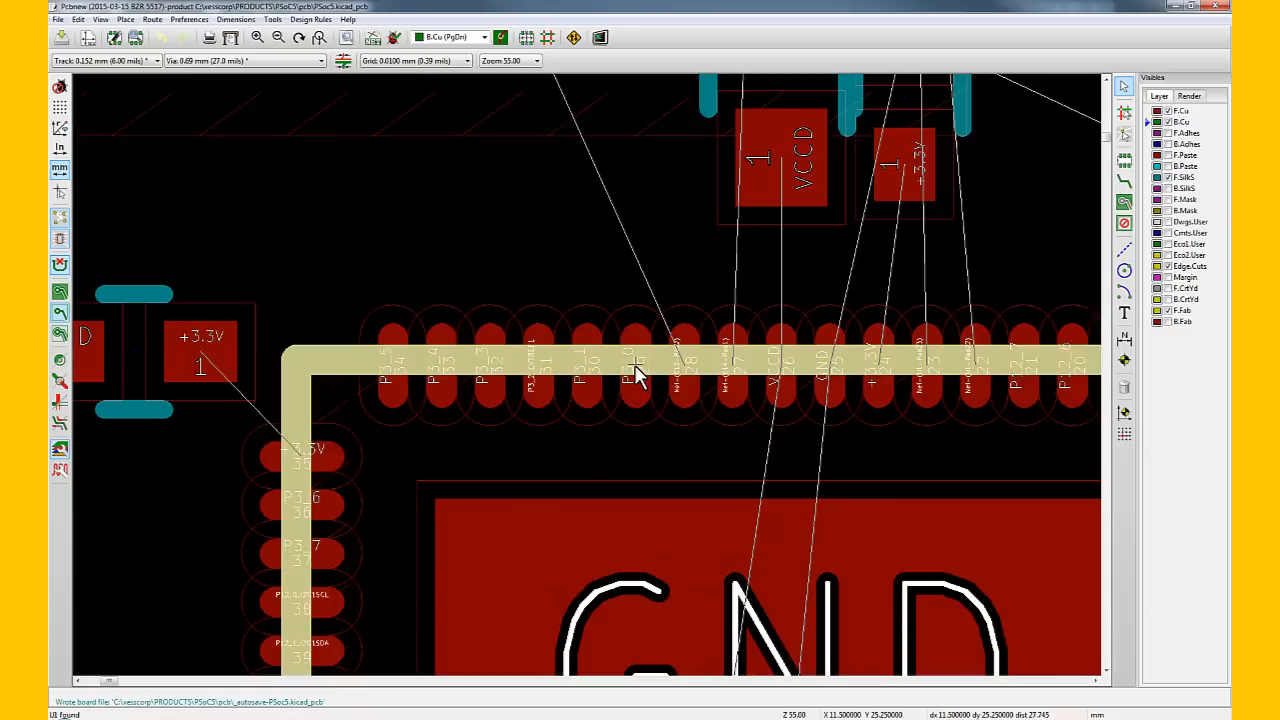 Pcbnew (2015-03-15 BZR 5517)-product C:\xesscorp\PRODUCTS\PSoC5\pcb\PSoc5.kicad_pcb
File Edit View Place Route Preferences Dimensions Tools Design Rules Help
B.Cu (PgDn)
Track: 0.152 mm (6.00 mils) * Via: 0.69 mm (27.0 mils) * Grid: 0.0100 mm (0.39 mils) Zoom 55.00
Visibles
Layer Render
F.Cu
B.Cu
F.Adhes
B.Adhes
F.Paste
B.Paste
F.SilkS
B.SilkS
F.Mask
B.Mask
Dwgs.User
Cmts.User
Eco1.User
Eco2.User
Edge.Cuts
Margin
F.CrtYd
B.CrtYd
F.Fab
B.Fab
In
mm
1 VCCD
1 +3.3V
D
+3.3V
1
P3_5 34
P3_4 33
P3_3 32
31
P3_1 30
28
27
VCCD 26
GND 25
+3.3V 24
23
22
P2_7 21
P2_6 20
+3.3V
35
P3_6
36
P3_7
37
38
39
GND
Wrote board file: 'C:\xesscorp\PRODUCTS\PSoC5\pcb\_autosave-PSoc5.kicad_pcb'
U1 found
Z 55.00 X 11.500000 Y 25.250000 dx 11.500000 dy 25.250000 dist 27.745 mm